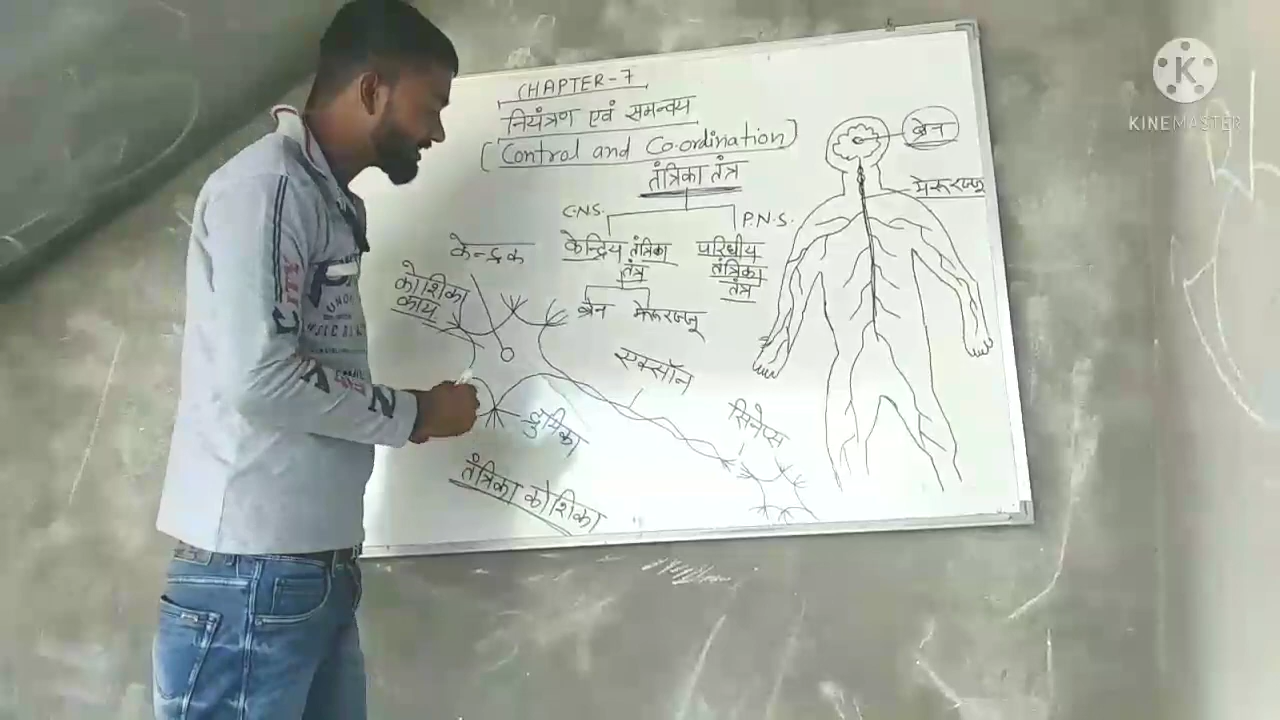 CHAPTER-7
नियंत्रण एवं समन्वय
(Control and Co-ordination)
तंत्रिका तंत्र
C.N.S.
P.N.S.
केन्द्रिय तंत्रिका
तंत्र
परिधीय
तंत्रिका
तंत्र
ब्रेन मेरूरज्जू
केन्द्रक
कोशिका
काय
एक्सॉन
सिनेप्स
द्रुमिका
तंत्रिका कोशिका
ब्रेन
मेरूरज्जू
K
KINEMASTER